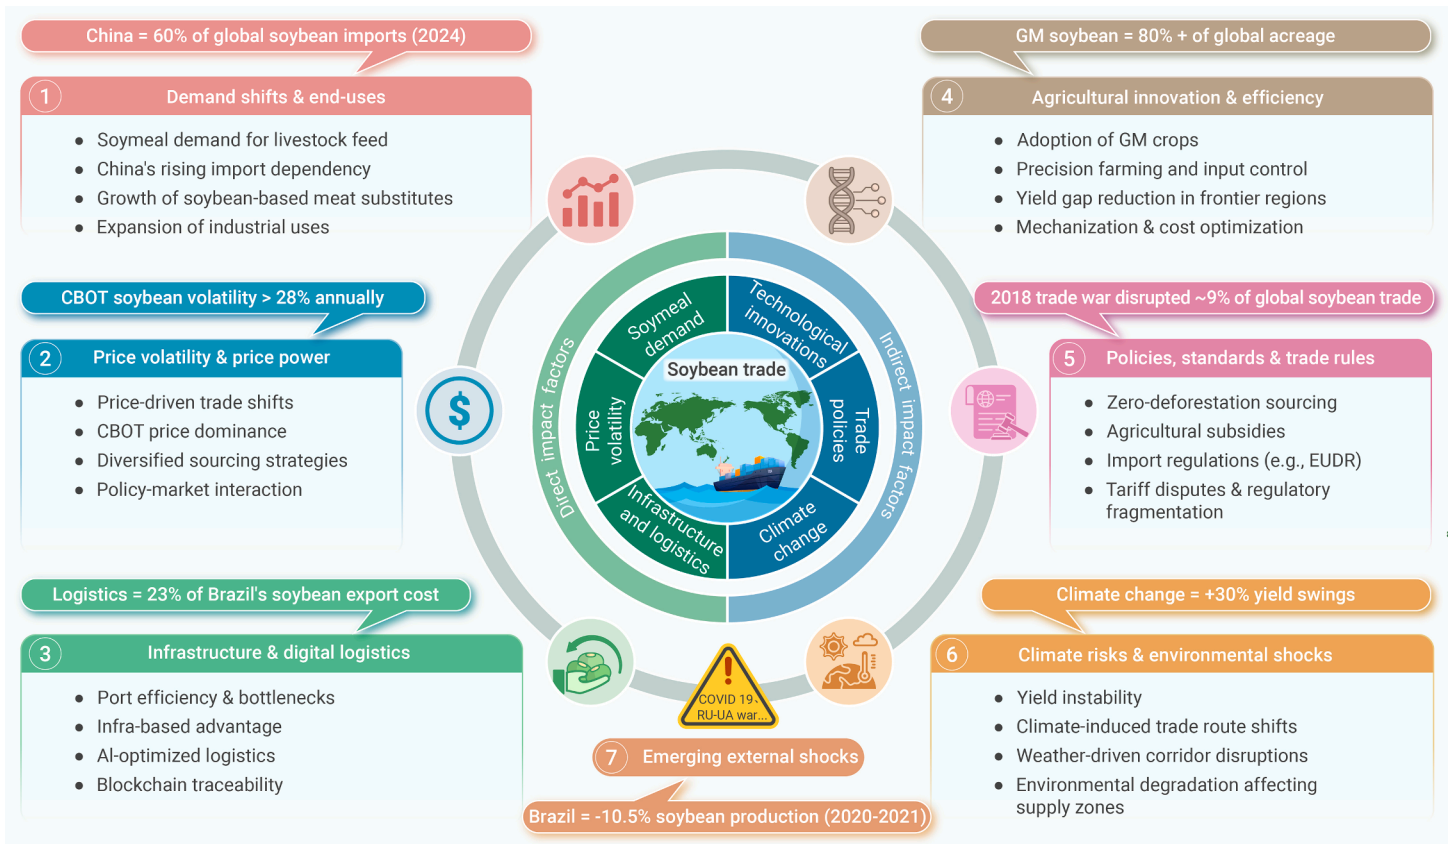 China = 60% of global soybean imports (2024)
1 Demand shifts & end-uses
● Soymeal demand for livestock feed
● China's rising import dependency
● Growth of soybean-based meat substitutes
● Expansion of industrial uses
CBOT soybean volatility > 28% annually
2 Price volatility & price power
● Price-driven trade shifts
● CBOT price dominance
● Diversified sourcing strategies
● Policy-market interaction
Logistics = 23% of Brazil's soybean export cost
3 Infrastructure & digital logistics
● Port efficiency & bottlenecks
● Infra-based advantage
● AI-optimized logistics
● Blockchain traceability
Direct impact factors
Soymeal
demand
Price
volatility
Infrastructure
and logistics
Soybean trade
$
Technological
innovations
Trade
policies
Climate
change
Indirect impact factors
COVID 19、
RU-UA war...
7 Emerging external shocks
Brazil = -10.5% soybean production (2020-2021)
GM soybean = 80% + of global acreage
4 Agricultural innovation & efficiency
● Adoption of GM crops
● Precision farming and input control
● Yield gap reduction in frontier regions
● Mechanization & cost optimization
2018 trade war disrupted ~9% of global soybean trade
5 Policies, standards & trade rules
● Zero-deforestation sourcing
● Agricultural subsidies
● Import regulations (e.g., EUDR)
● Tariff disputes & regulatory
fragmentation
Climate change = +30% yield swings
6 Climate risks & environmental shocks
● Yield instability
● Climate-induced trade route shifts
● Weather-driven corridor disruptions
● Environmental degradation affecting
supply zones